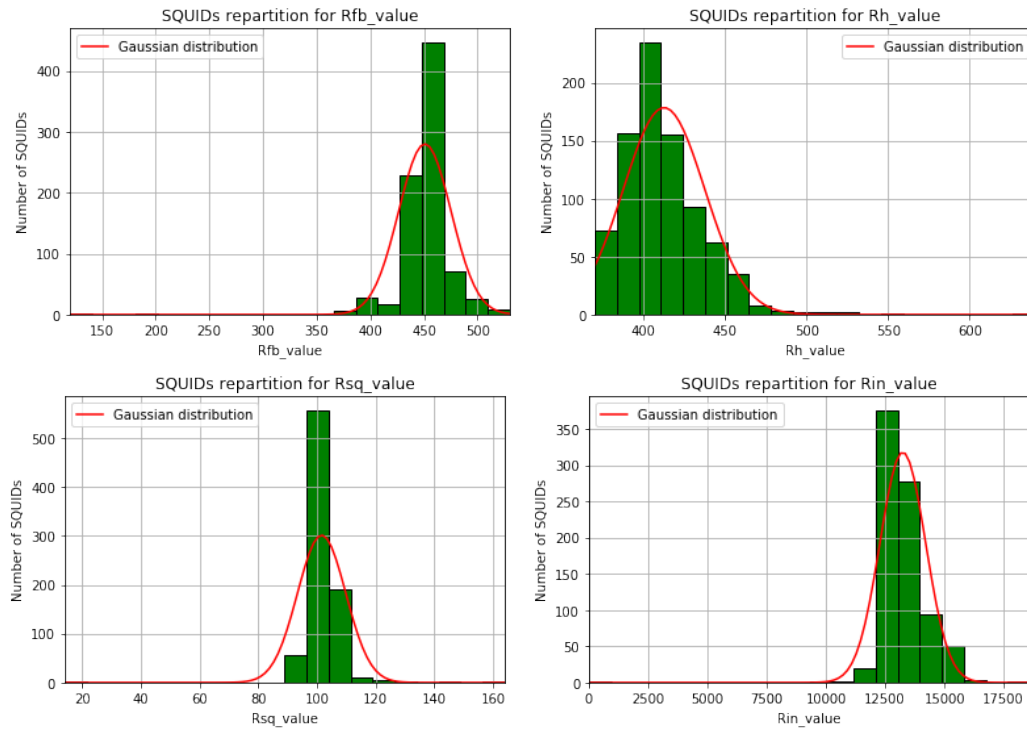 SQUIDs repartition for Rfb_value
Gaussian distribution
Number of SQUIDs
400
300
200
100
0
150 200 250 300 350 400 450 500
Rfb_value
SQUIDs repartition for Rh_value
Gaussian distribution
Number of SQUIDs
200
150
100
50
0
400 450 500 550 600
Rh_value
SQUIDs repartition for Rsq_value
Gaussian distribution
Number of SQUIDs
500
400
300
200
100
0
20 40 60 80 100 120 140 160
Rsq_value
SQUIDs repartition for Rin_value
Gaussian distribution
Number of SQUIDs
350
300
250
200
150
100
50
0
0 2500 5000 7500 10000 12500 15000 17500
Rin_value